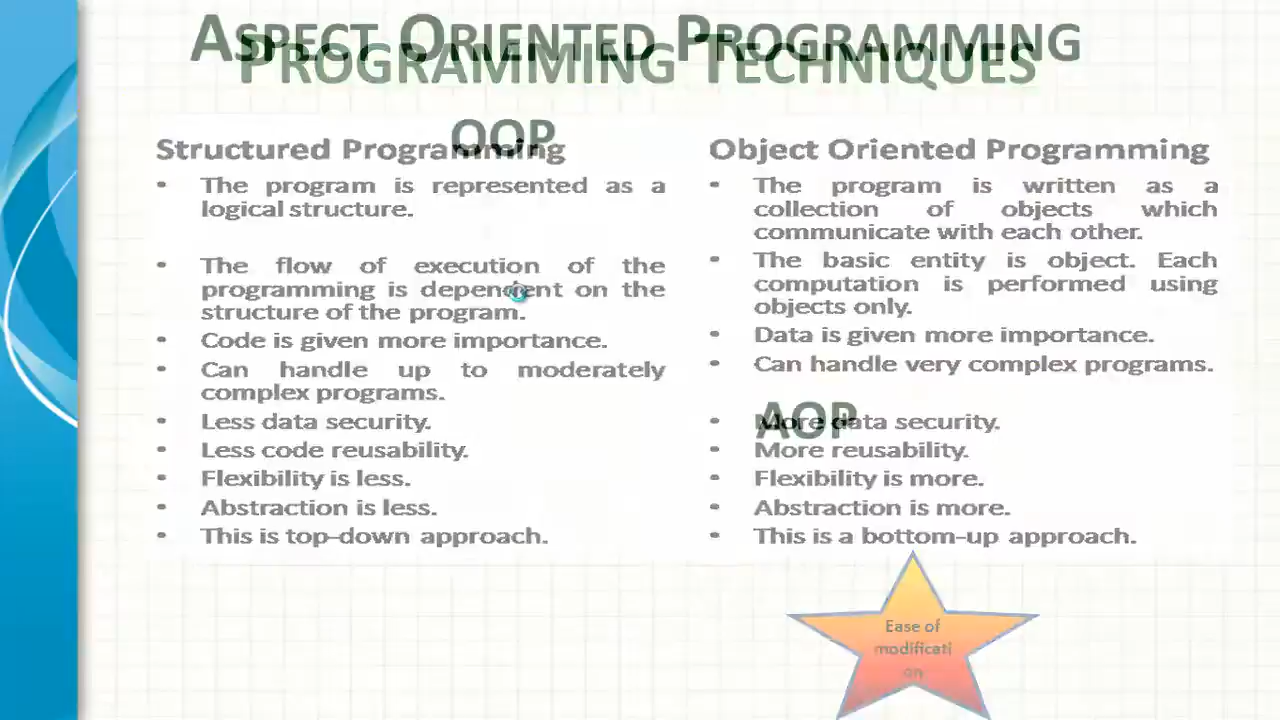 ASPECT ORIENTED PROGRAMMING
PROGRAMMING TECHNIQUES
OOP
Structured Programming
• The program is represented as a
logical structure.
• The flow of execution of the
programming is dependent on the
structure of the program.
• Code is given more importance.
• Can handle up to moderately
complex programs.
• Less data security.
• Less code reusability.
• Flexibility is less.
• Abstraction is less.
• This is top-down approach.
Object Oriented Programming
• The program is written as a
collection of objects which
communicate with each other.
• The basic entity is object. Each
computation is performed using
objects only.
• Data is given more importance.
• Can handle very complex programs.
AOP
• More data security.
• More reusability.
• Flexibility is more.
• Abstraction is more.
• This is a bottom-up approach.
Ease of
modificati
on